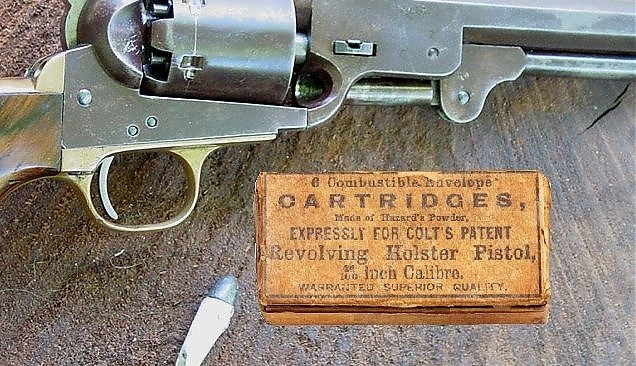 6 Combustible Envelope
CARTRIDGES,
Made of Hazard's Powder,
EXPRESSLY FOR COLT'S PATENT
Revolving Holster Pistol,
Inch Calibre.
WARRANTED SUPERIOR QUALITY,